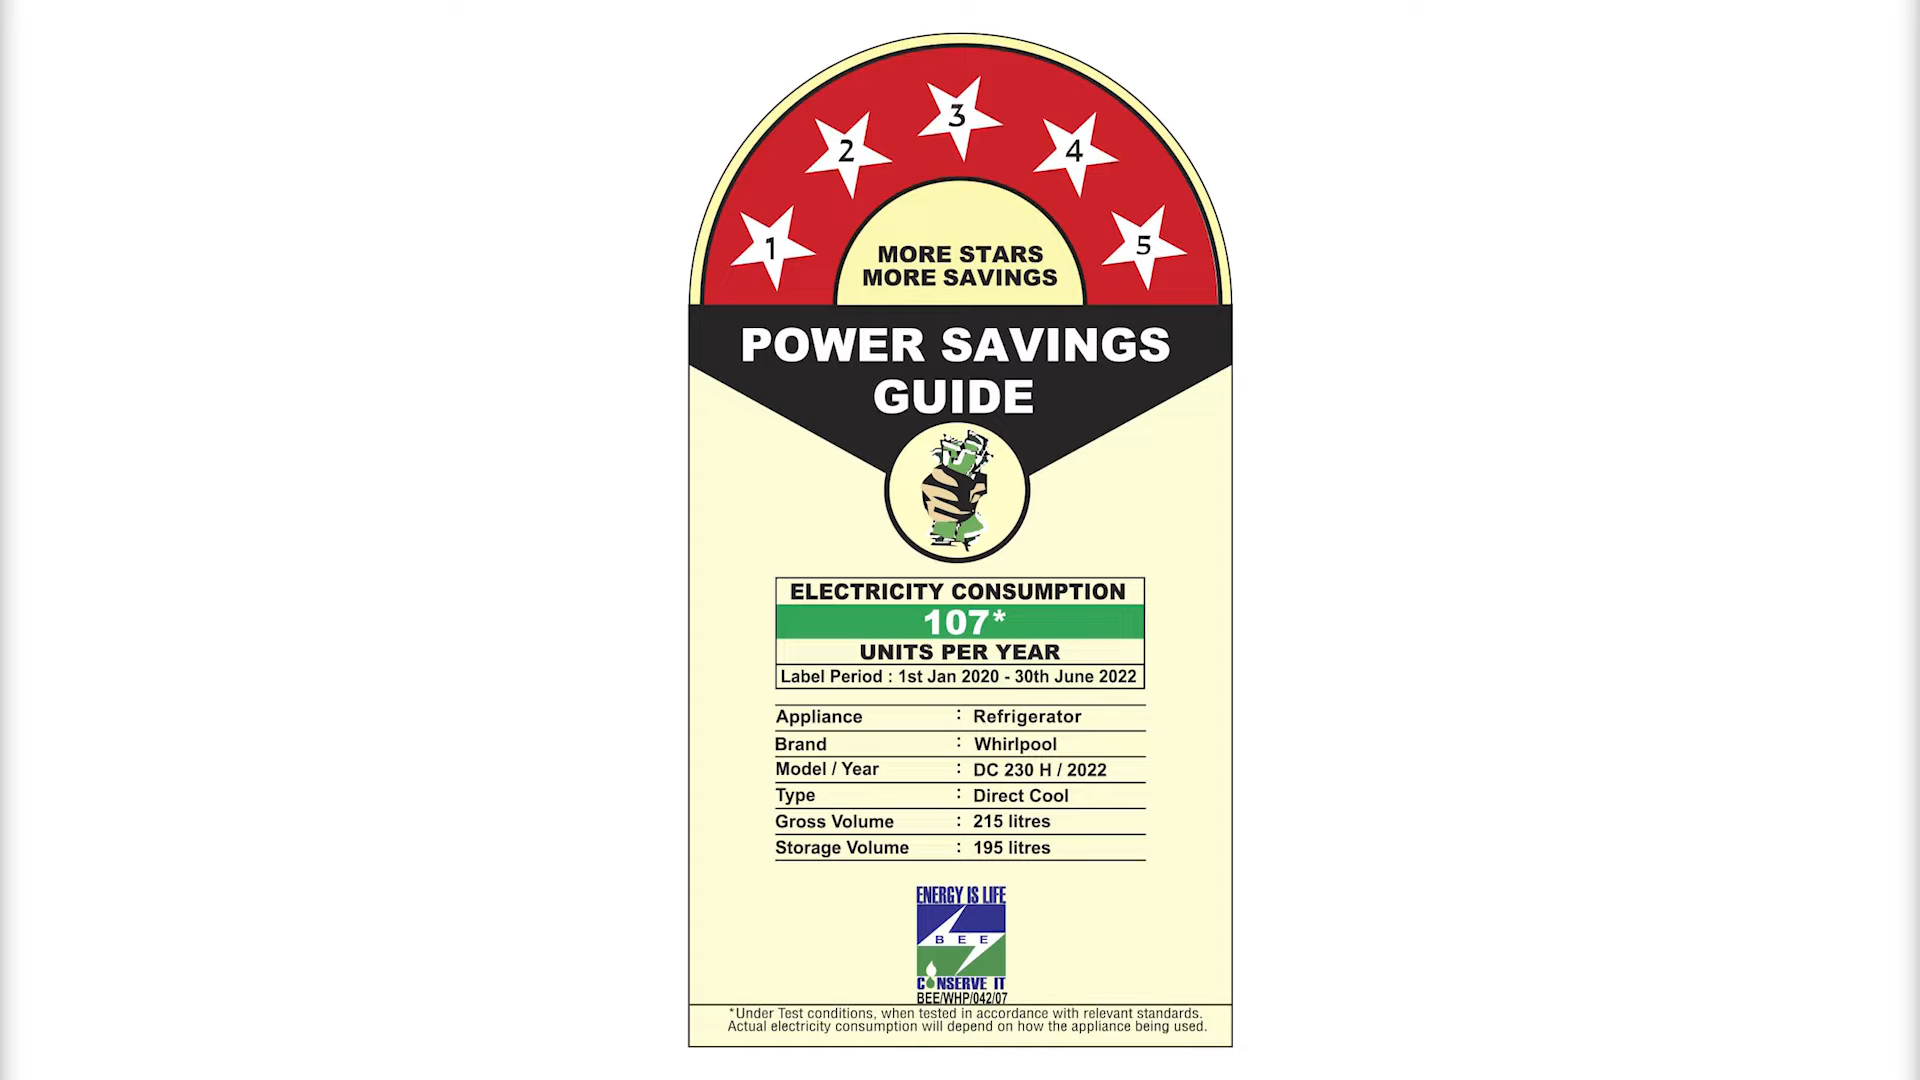 1 2 3 4 5
MORE STARS
MORE SAVINGS
POWER SAVINGS
GUIDE
ELECTRICITY CONSUMPTION
107*
UNITS PER YEAR
Label Period : 1st Jan 2020 - 30th June 2022
Appliance : Refrigerator
Brand : Whirlpool
Model / Year : DC 230 H / 2022
Type : Direct Cool
Gross Volume : 215 litres
Storage Volume : 195 litres
ENERGY IS LIFE
BEE
CONSERVE IT
BEE/WHP/042/07
*Under Test conditions, when tested in accordance with relevant standards.
Actual electricity consumption will depend on how the appliance being used.